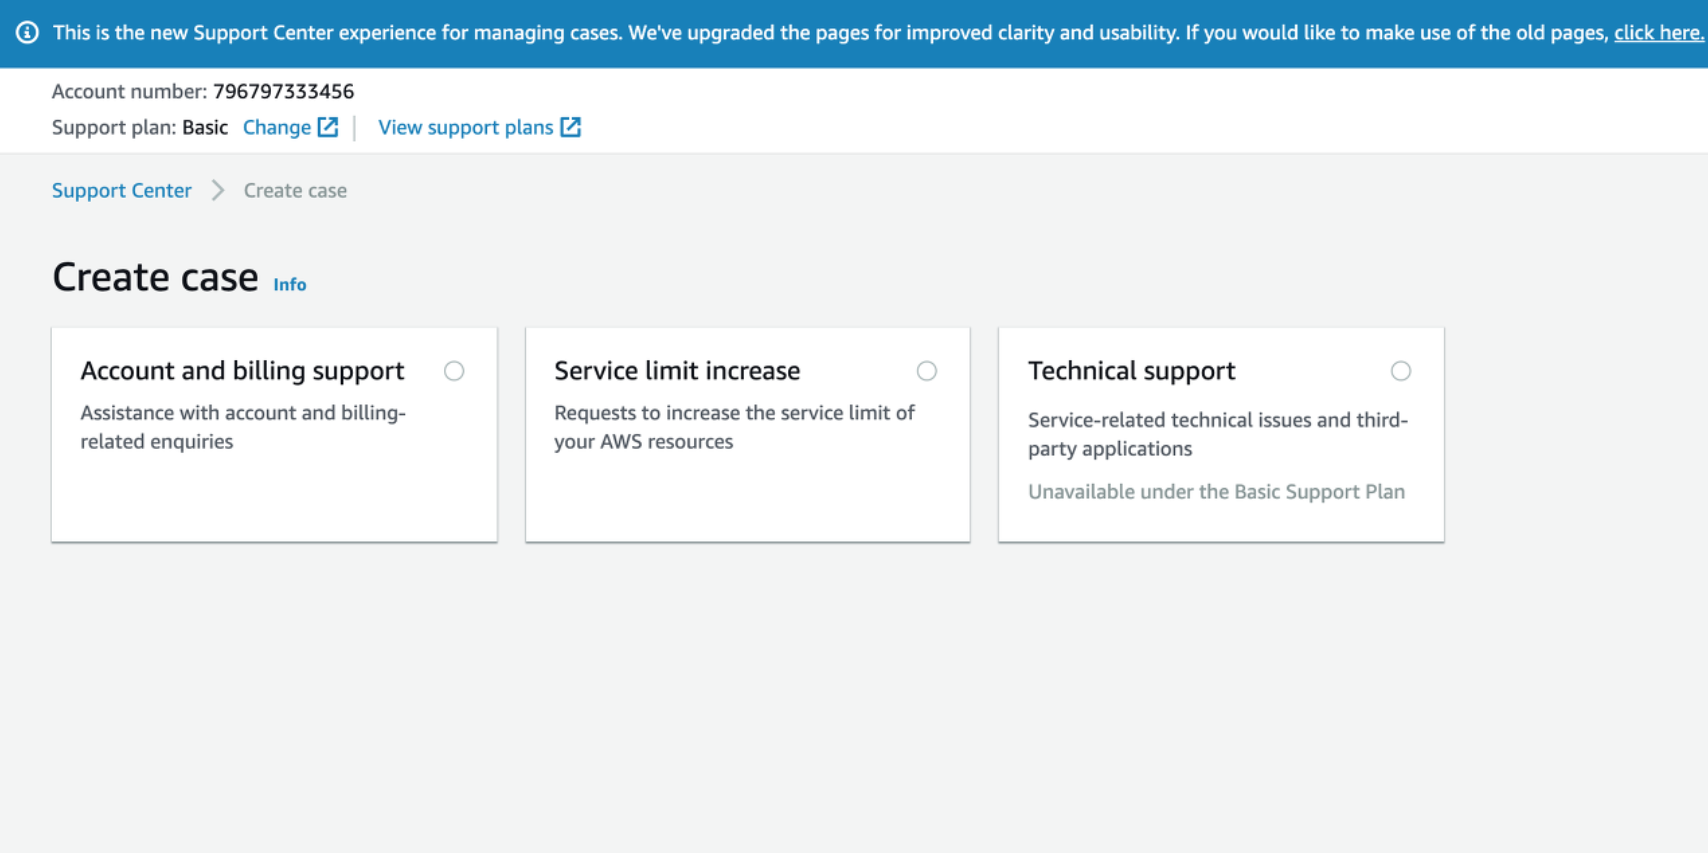 This is the new Support Center experience for managing cases. We've upgraded the pages for improved clarity and usability. If you would like to make use of the old pages, click here.
Account number: 796797333456
Support plan: Basic Change View support plans
Support Center Create case
Create case Info
Account and billing support
Assistance with account and billing-
related enquiries
Service limit increase
Requests to increase the service limit of
your AWS resources
Technical support
Service-related technical issues and third-
party applications
Unavailable under the Basic Support Plan